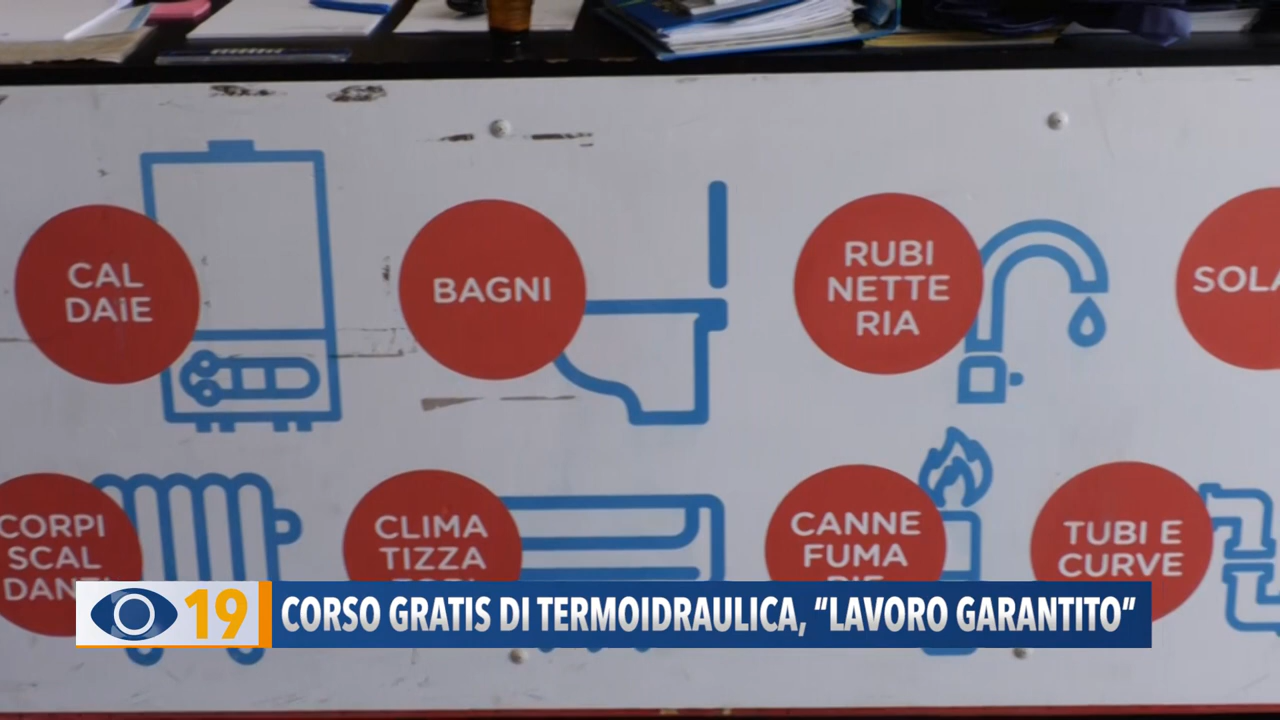 CAL
DAiE
BAGNI
RUBI
NETTE
RIA
CORPI
SCAL
CLIMA
TIZZA
CANNE
FUMA
TUBI E
CURVE
19 CORSO GRATIS DI TERMOIDRAULICA, “LAVORO GARANTITO”